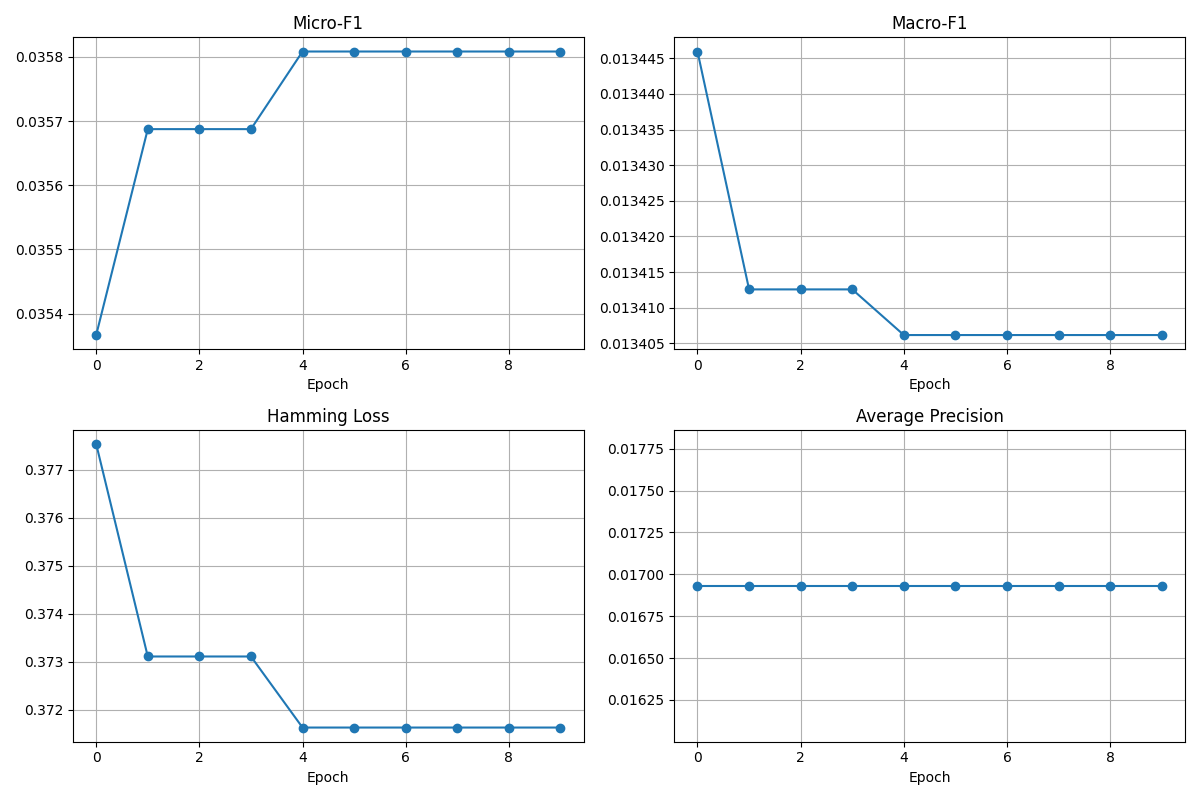 Micro-F1
0.0358
0.0357
0.0356
0.0355
0.0354
0 2 4 6 8
Epoch
Macro-F1
0.013445
0.013440
0.013435
0.013430
0.013425
0.013420
0.013415
0.013410
0.013405
0 2 4 6 8
Epoch
Hamming Loss
0.377
0.376
0.375
0.374
0.373
0.372
0 2 4 6 8
Epoch
Average Precision
0.01775
0.01750
0.01725
0.01700
0.01675
0.01650
0.01625
0 2 4 6 8
Epoch